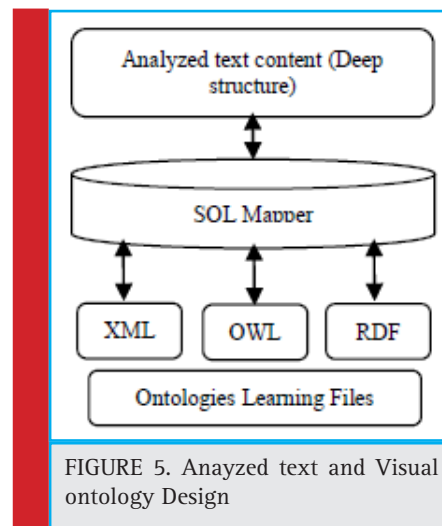 Analyzed text content (Deep
structure)
SOL Mapper
XML OWL RDF
Ontologies Learning Files
FIGURE 5. Anayzed text and Visual
ontology Design